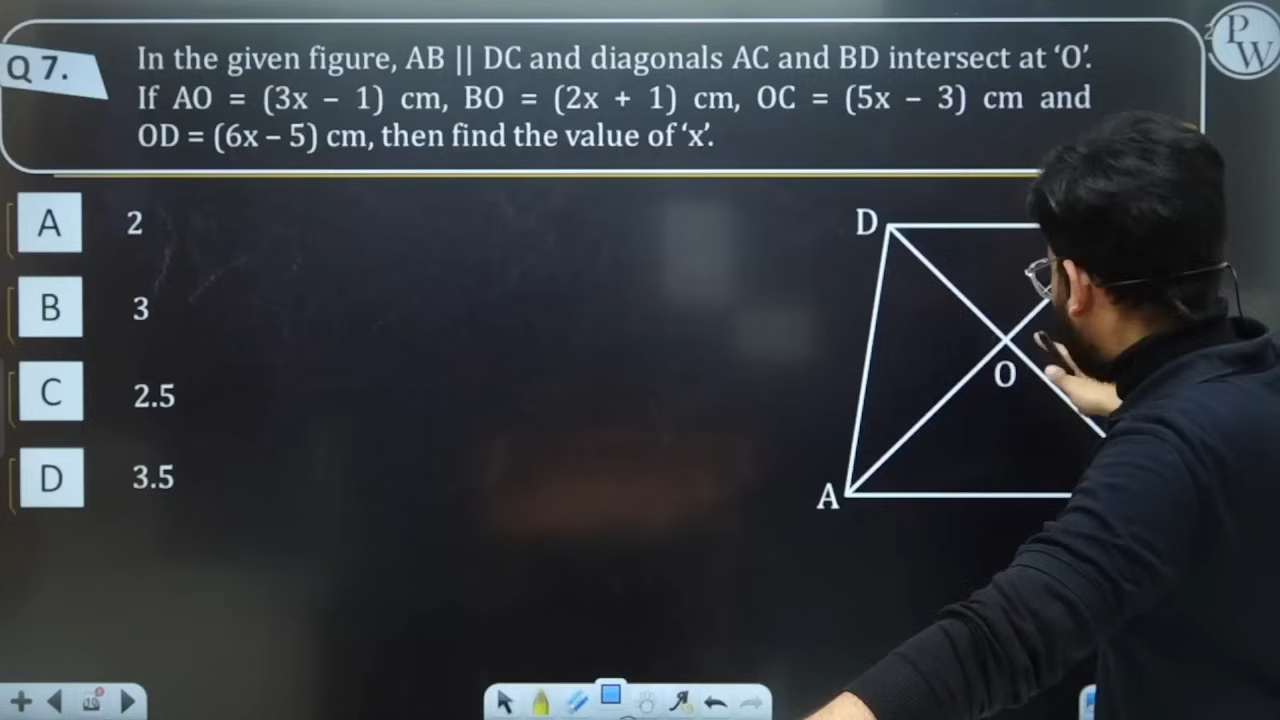 Q 7.
In the given figure, AB || DC and diagonals AC and BD intersect at ‘O’.
If AO = (3x – 1) cm, BO = (2x + 1) cm, OC = (5x – 3) cm and
OD = (6x – 5) cm, then find the value of ‘x’.
PW
A 2
B 3
C 2.5
D 3.5
D
O
A
19